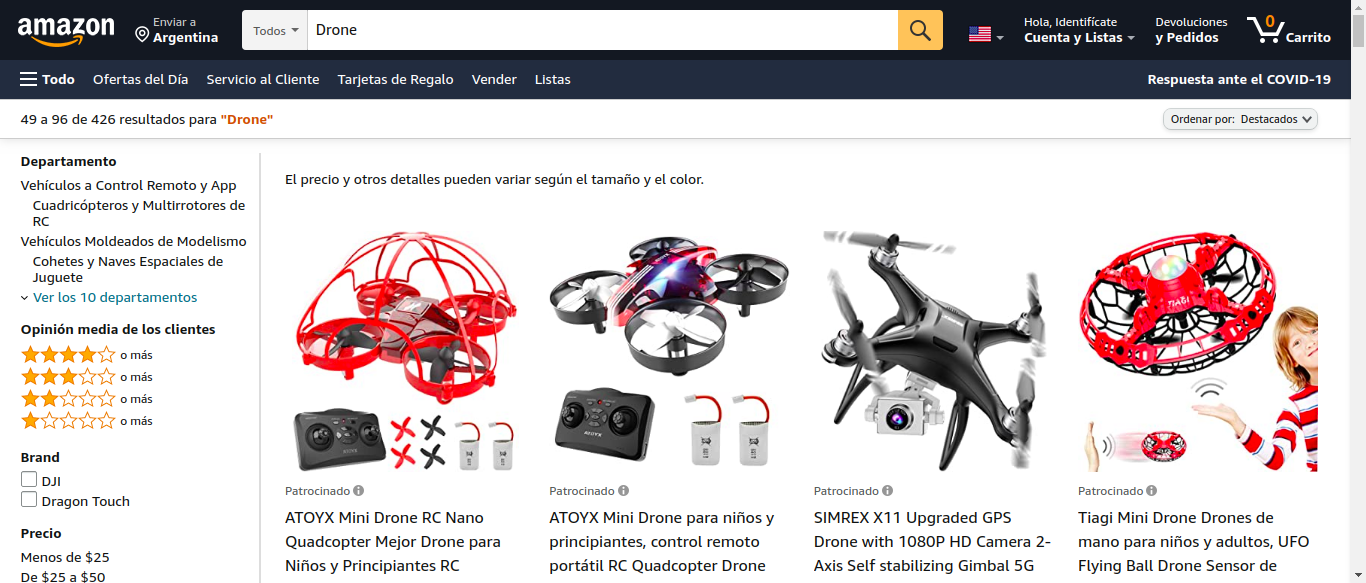 amazon
Enviar a
Argentina
Todos
Drone
Hola, Identifícate
Cuenta y Listas
Devoluciones
y Pedidos
0
Carrito
Todo
Ofertas del Día
Servicio al Cliente
Tarjetas de Regalo
Vender
Listas
Respuesta ante el COVID-19
49 a 96 de 426 resultados para "Drone"
Ordenar por: Destacados
Departamento
Vehículos a Control Remoto y App
Cuadricópteros y Multirrotores de
RC
Vehículos Moldeados de Modelismo
Cohetes y Naves Espaciales de
Juguete
Ver los 10 departamentos
Opinión media de los clientes
o más
o más
o más
o más
Brand
DJI
Dragon Touch
Precio
Menos de $25
De $25 a $50
El precio y otros detalles pueden variar según el tamaño y el color.
ATOYX
Patrocinado
ATOYX Mini Drone RC Nano
Quadcopter Mejor Drone para
Niños y Principiantes RC
ATOYX
Patrocinado
ATOYX Mini Drone para niños y
principiantes, control remoto
portátil RC Quadcopter Drone
Patrocinado
SIMREX X11 Upgraded GPS
Drone with 1080P HD Camera 2-
Axis Self stabilizing Gimbal 5G
TIAGI
Patrocinado
Tiagi Mini Drone Drones de
mano para niños y adultos, UFO
Flying Ball Drone Sensor de